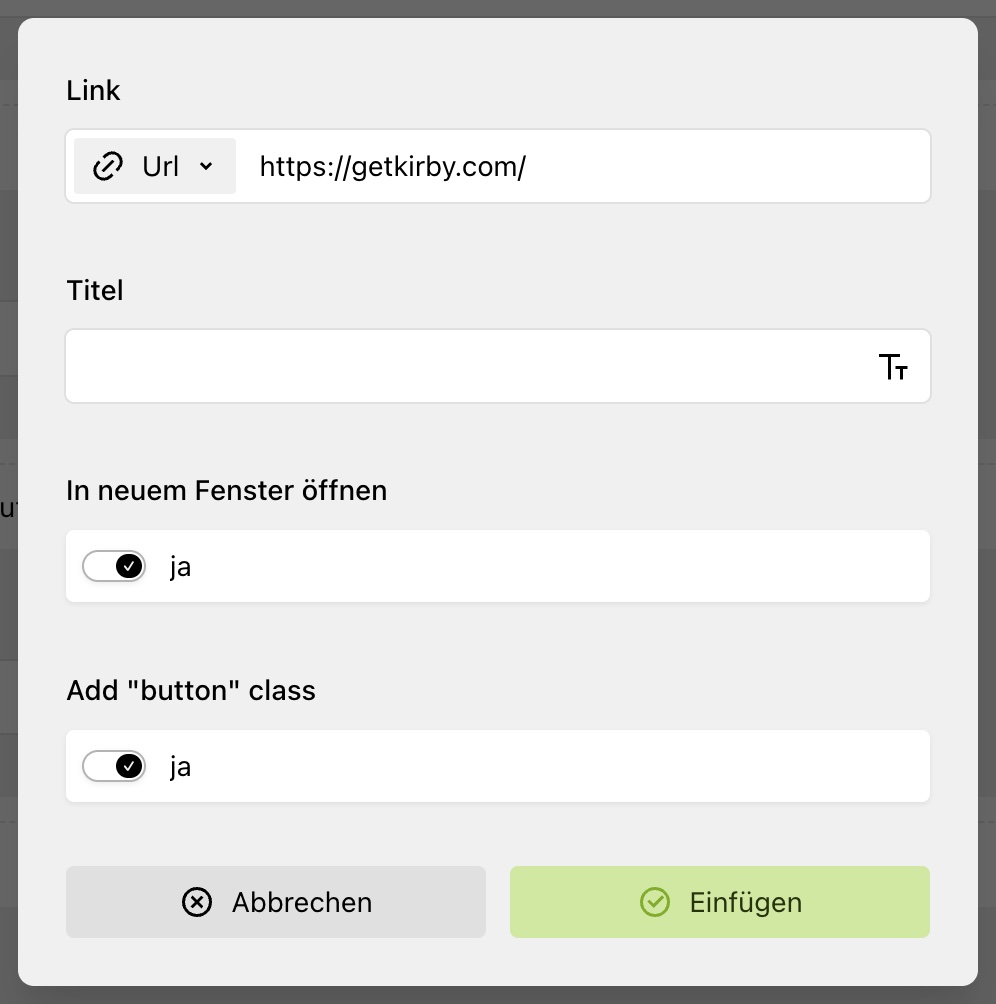 Link
Url https://getkirby.com/
Titel
In neuem Fenster öffnen
ja
Add "button" class
ja
Abbrechen Einfügen